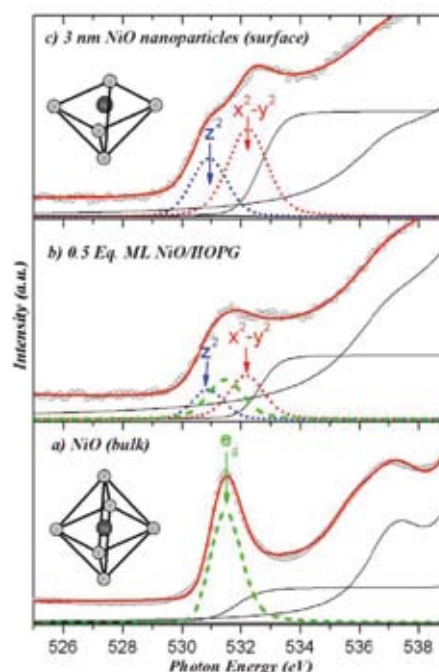 c) 3 nm NiO nanoparticles (surface)
z²
x²-y²
b) 0.5 Eq. ML NiO/HOPG
z²
x²-y²
a) NiO (bulk)
e_g
Intensity (a.u.)
526 528 530 532 534 536 538
Photon Energy (eV)